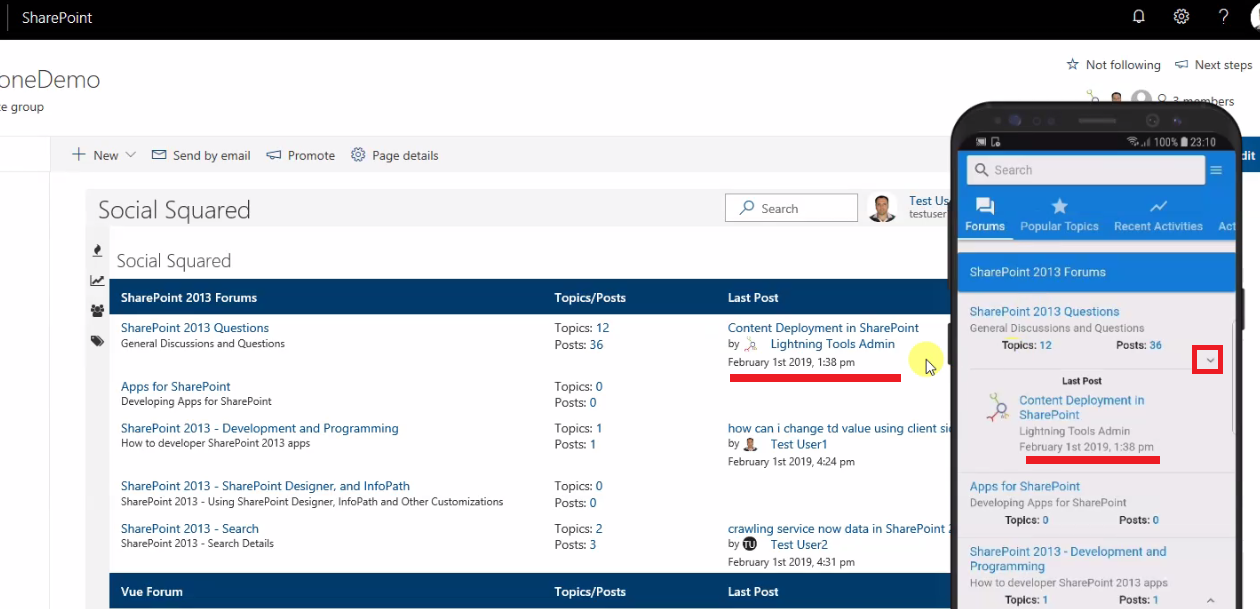 SharePoint
oneDemo
te group
Not following
Next steps
3 members
New
Send by email
Promote
Page details
dit
Social Squared
Search
Test Us
testuser
Social Squared
SharePoint 2013 Forums
Topics/Posts
Last Post
SharePoint 2013 Questions
General Discussions and Questions
Topics: 12
Posts: 36
Content Deployment in SharePoint
by Lightning Tools Admin
February 1st 2019, 1:38 pm
Apps for SharePoint
Developing Apps for SharePoint
Topics: 0
Posts: 0
SharePoint 2013 - Development and Programming
How to developer SharePoint 2013 apps
Topics: 1
Posts: 1
how can i change td value using client si
by Test User1
February 1st 2019, 4:24 pm
SharePoint 2013 - SharePoint Designer, and InfoPath
SharePoint 2013 - Using SharePoint Designer, InfoPath and Other Customizations
Topics: 0
Posts: 0
SharePoint 2013 - Search
SharePoint 2013 - Search Details
Topics: 2
Posts: 3
crawling service now data in SharePoint 2
by TU Test User2
February 1st 2019, 4:31 pm
Vue Forum
Topics/Posts
Last Post
100% 23:10
Search
Forums
Popular Topics
Recent Activities
Act
SharePoint 2013 Forums
SharePoint 2013 Questions
General Discussions and Questions
Topics: 12
Posts: 36
Last Post
Content Deployment in
SharePoint
Lightning Tools Admin
February 1st 2019, 1:38 pm
Apps for SharePoint
Developing Apps for SharePoint
Topics: 0
Posts: 0
SharePoint 2013 - Development and
Programming
How to developer SharePoint 2013 apps
Topics: 1
Posts: 1